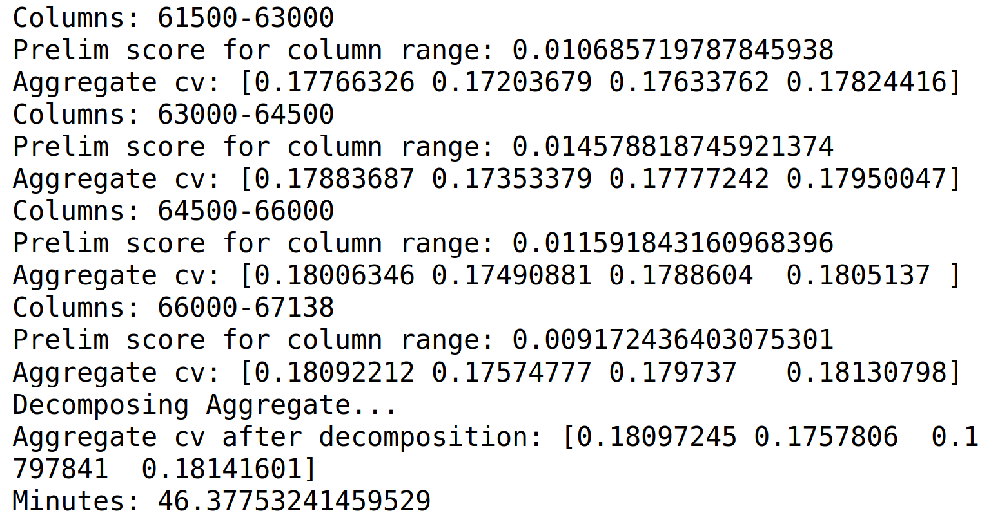 Columns: 61500-63000
Prelim score for column range: 0.010685719787845938
Aggregate cv: [0.17766326 0.17203679 0.17633762 0.17824416]
Columns: 63000-64500
Prelim score for column range: 0.014578818745921374
Aggregate cv: [0.17883687 0.17353379 0.17777242 0.17950047]
Columns: 64500-66000
Prelim score for column range: 0.011591843160968396
Aggregate cv: [0.18006346 0.17490881 0.1788604  0.1805137 ]
Columns: 66000-67138
Prelim score for column range: 0.009172436403075301
Aggregate cv: [0.18092212 0.17574777 0.179737   0.18130798]
Decomposing Aggregate...
Aggregate cv after decomposition: [0.18097245 0.1757806  0.1
797841  0.18141601]
Minutes: 46.37753241459529